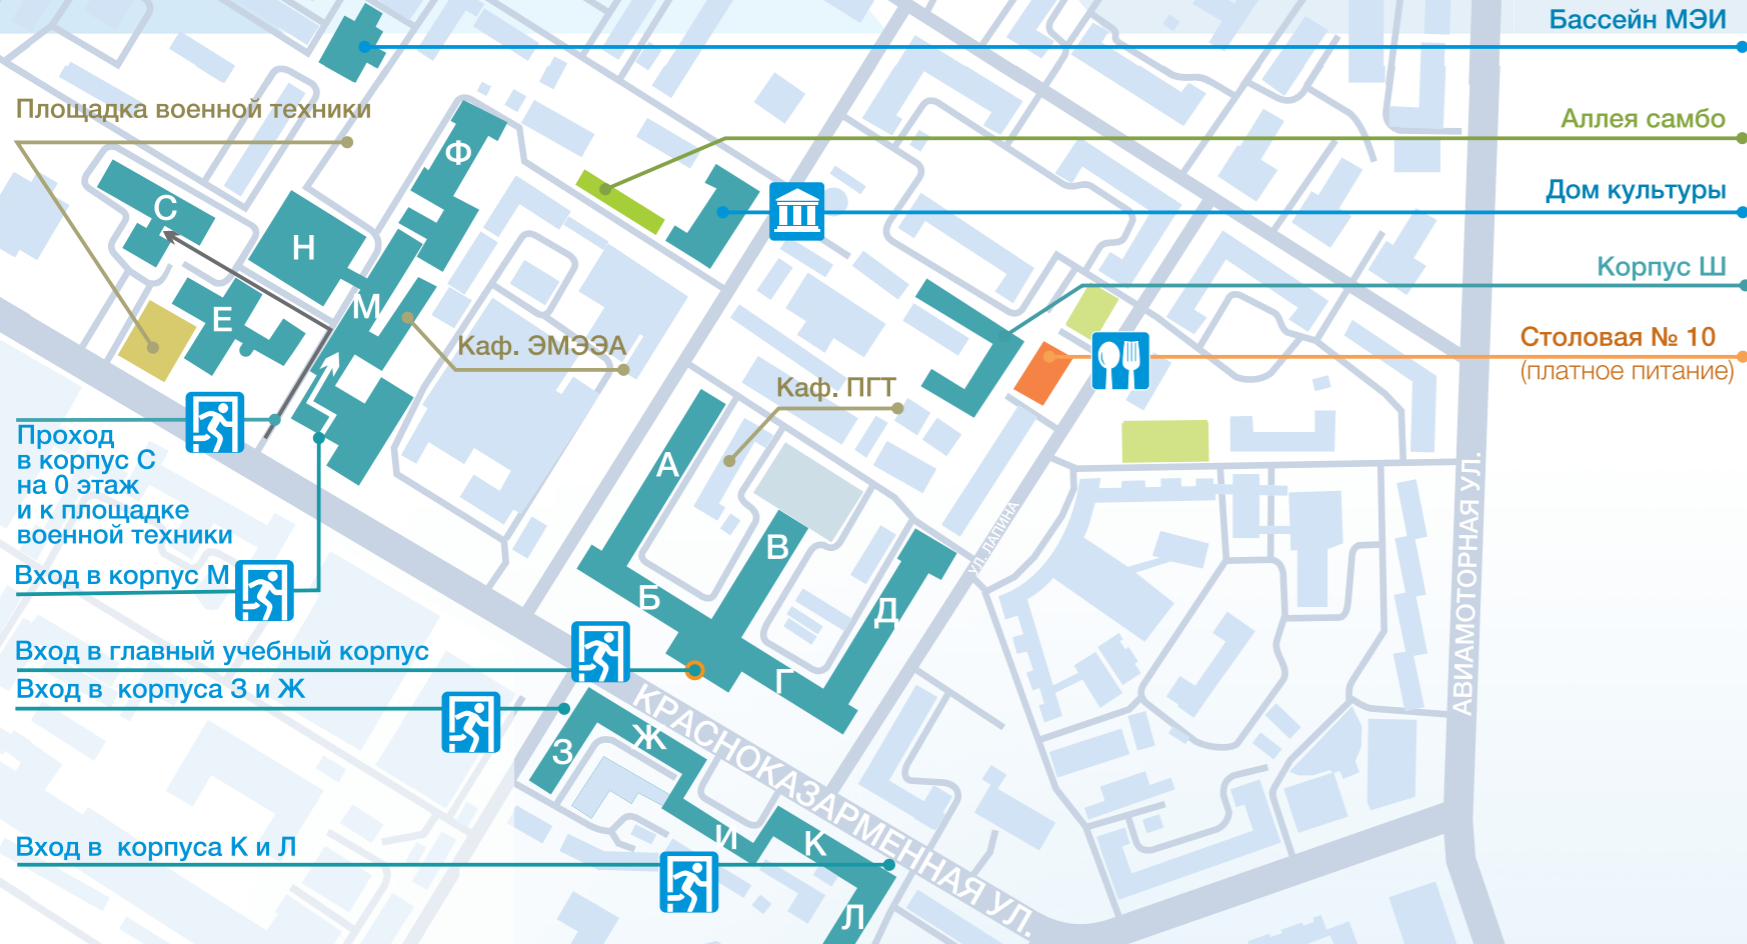 Бассейн МЭИ
Площадка военной техники
Аллея самбо
Ф
Дом культуры
С
Н
Корпус Ш
М
Е
Каф. ЭМЭЭА
Столовая № 10
(платное питание)
Каф. ПГТ
Проход
в корпус С
на 0 этаж
и к площадке
военной техники
А
В
УЛ. ЛАПИНА
АВИАМОТОРНАЯ УЛ.
Вход в корпус М
Б
Д
Вход в главный учебный корпус
Г
Вход в корпуса З и Ж
КРАСНОКАЗАРМЕННАЯ УЛ.
Ж
З
И
К
Вход в корпуса К и Л
Л